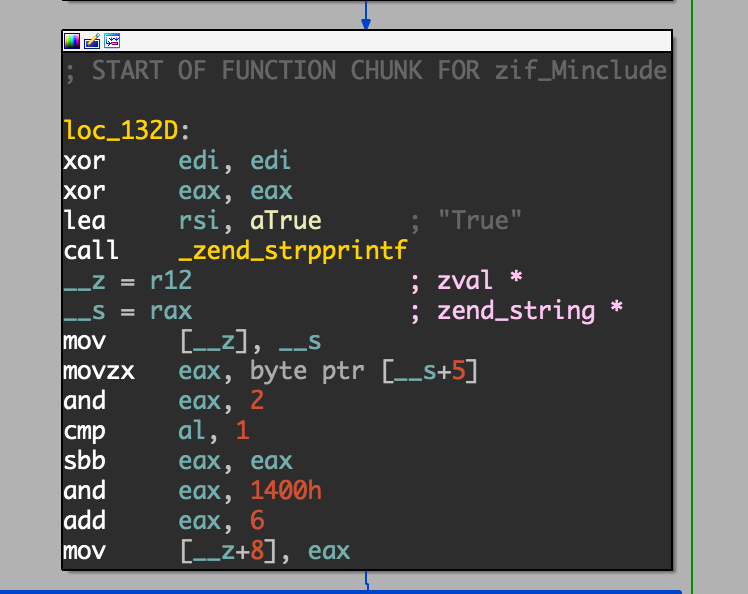 ; START OF FUNCTION CHUNK FOR zif_Minclude
loc_132D:
xor     edi, edi
xor     eax, eax
lea     rsi, aTrue      ; "True"
call    _zend_strpprintf
__z = r12               ; zval *
__s = rax               ; zend_string *
mov     [__z], __s
movzx   eax, byte ptr [__s+5]
and     eax, 2
cmp     al, 1
sbb     eax, eax
and     eax, 1400h
add     eax, 6
mov     [__z+8], eax